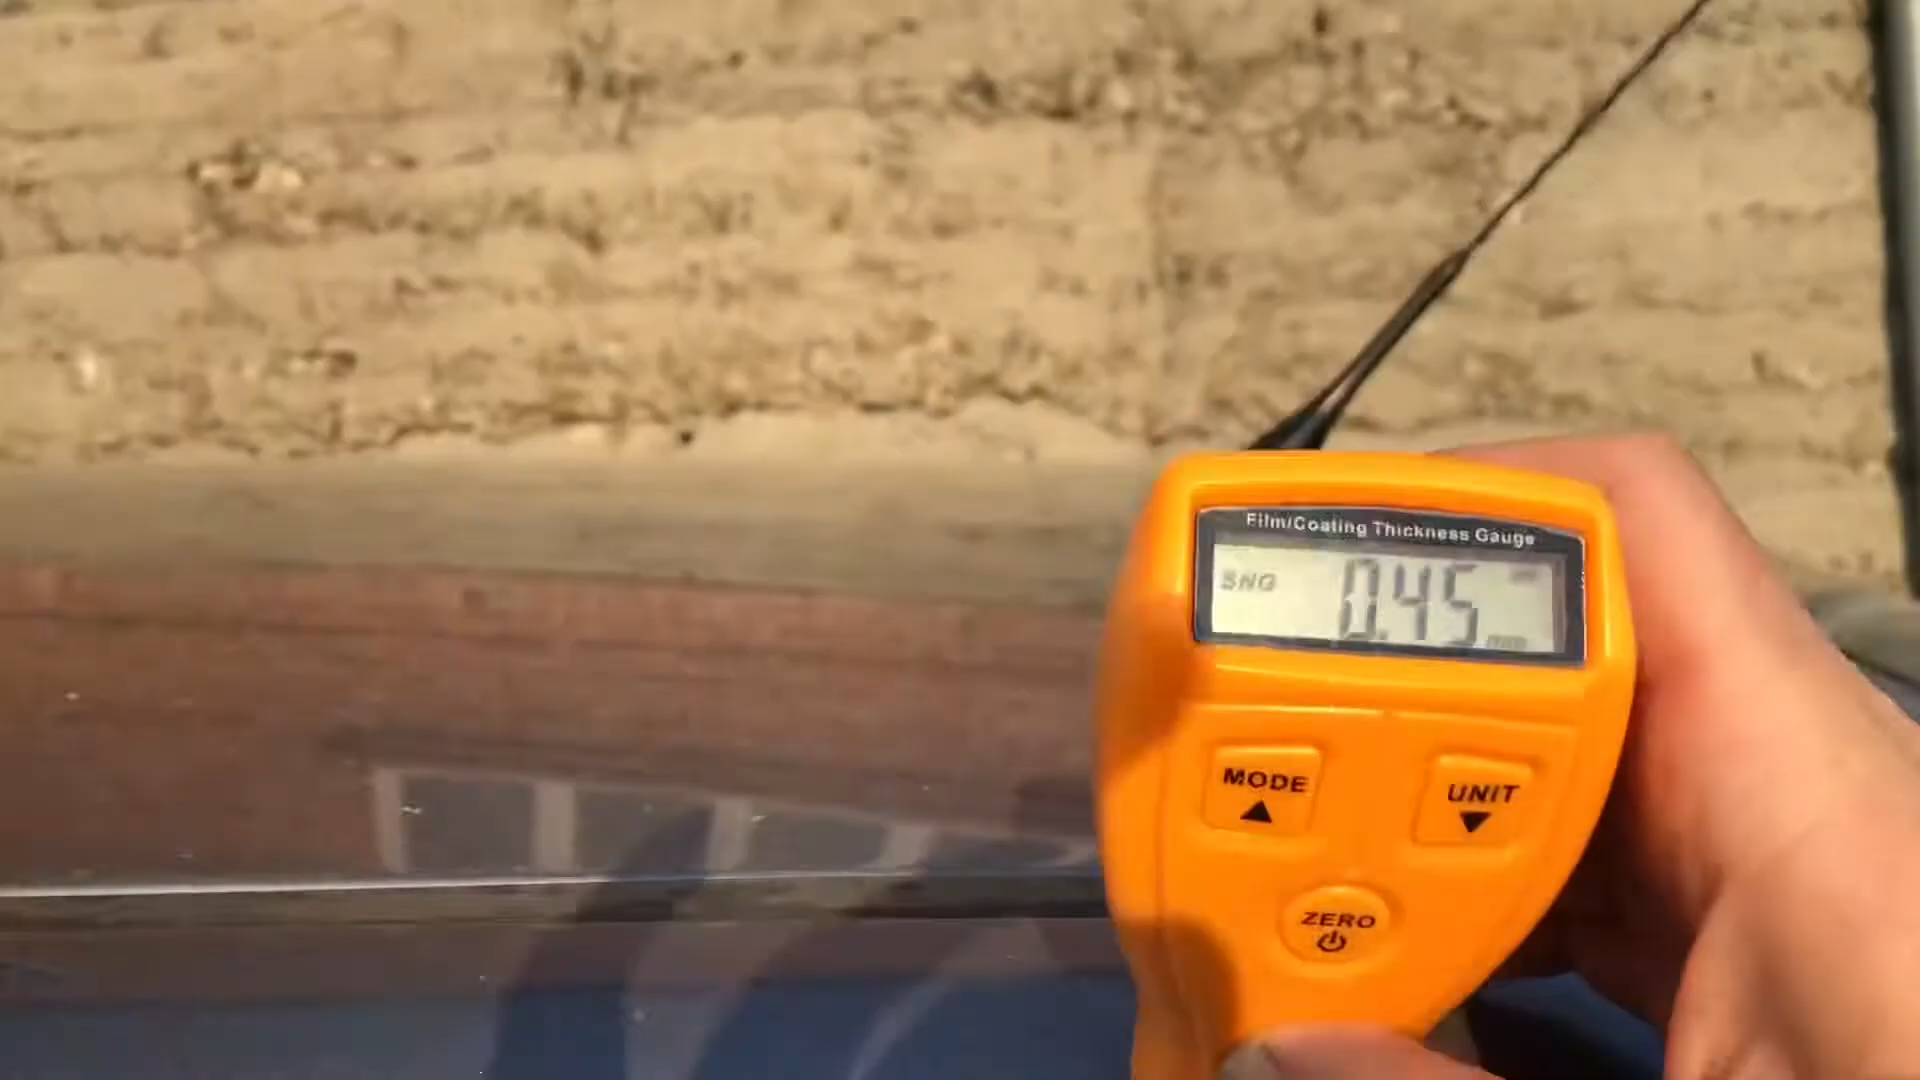 Film/Coating Thickness Gauge
SNG
0.45 mm
MODE
UNIT
ZERO